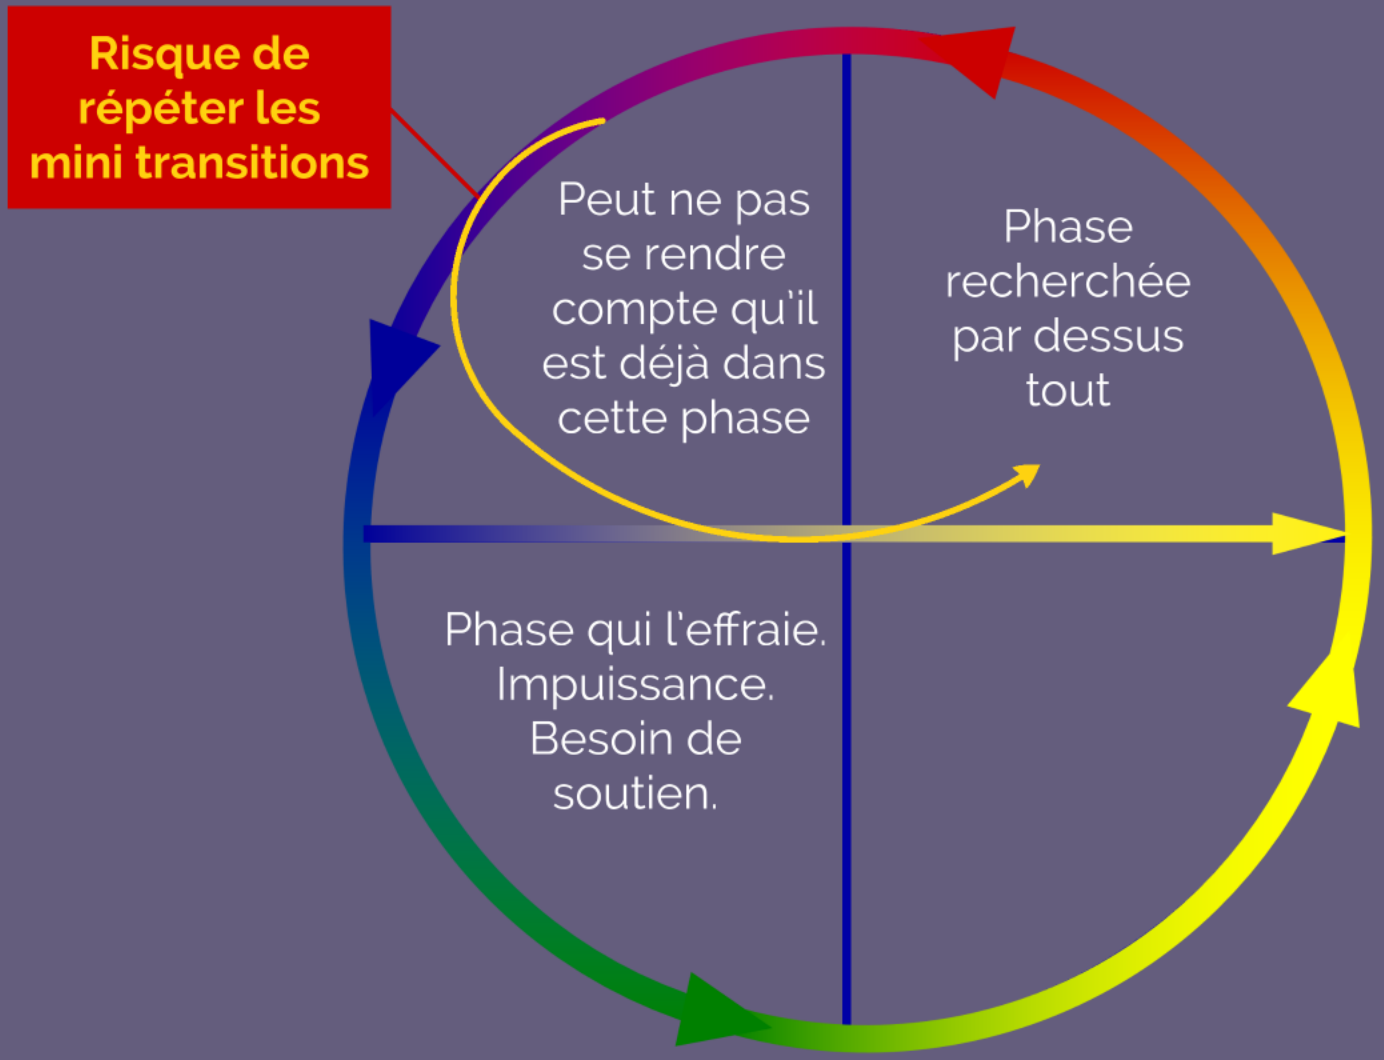 Risque de
répéter les
mini transitions
Peut ne pas
se rendre
compte qu'il
est déjà dans
cette phase
Phase
recherchée
par dessus
tout
Phase qui l'effraie.
Impuissance.
Besoin de
soutien.